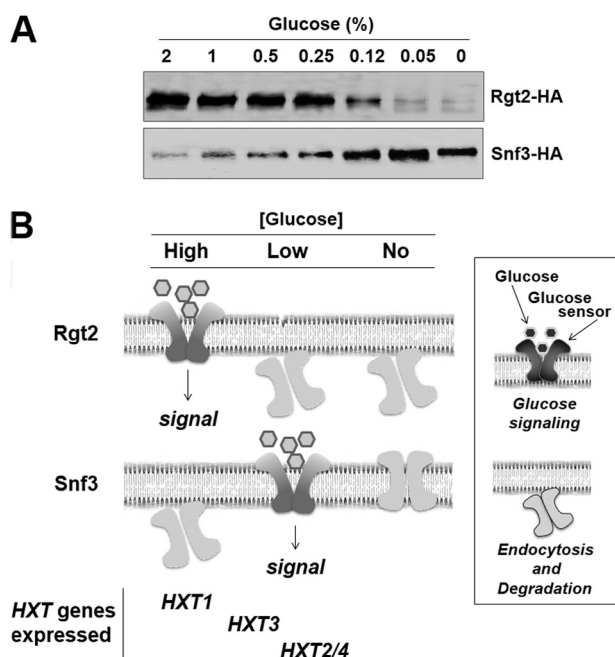 A
Glucose (%)
2 1 0.5 0.25 0.12 0.05 0
Rgt2-HA
Snf3-HA
B
[Glucose]
High Low No
Rgt2
signal
Snf3
signal
HXT genes
expressed
HXT1
HXT3
HXT2/4
Glucose
Glucose
sensor
Glucose
signaling
Endocytosis
and
Degradation